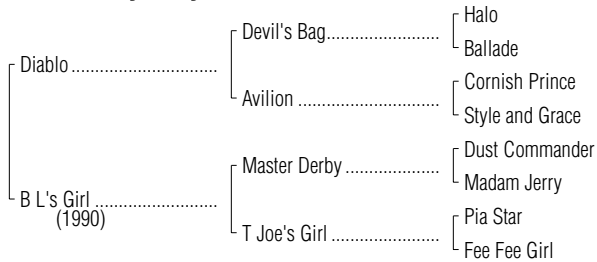 Halo
Devil's Bag
Ballade
Diablo
Cornish Prince
Avilion
Style and Grace
Dust Commander
Master Derby
Madam Jerry
B L's Girl
(1990)
Pia Star
T Joe's Girl
Fee Fee Girl